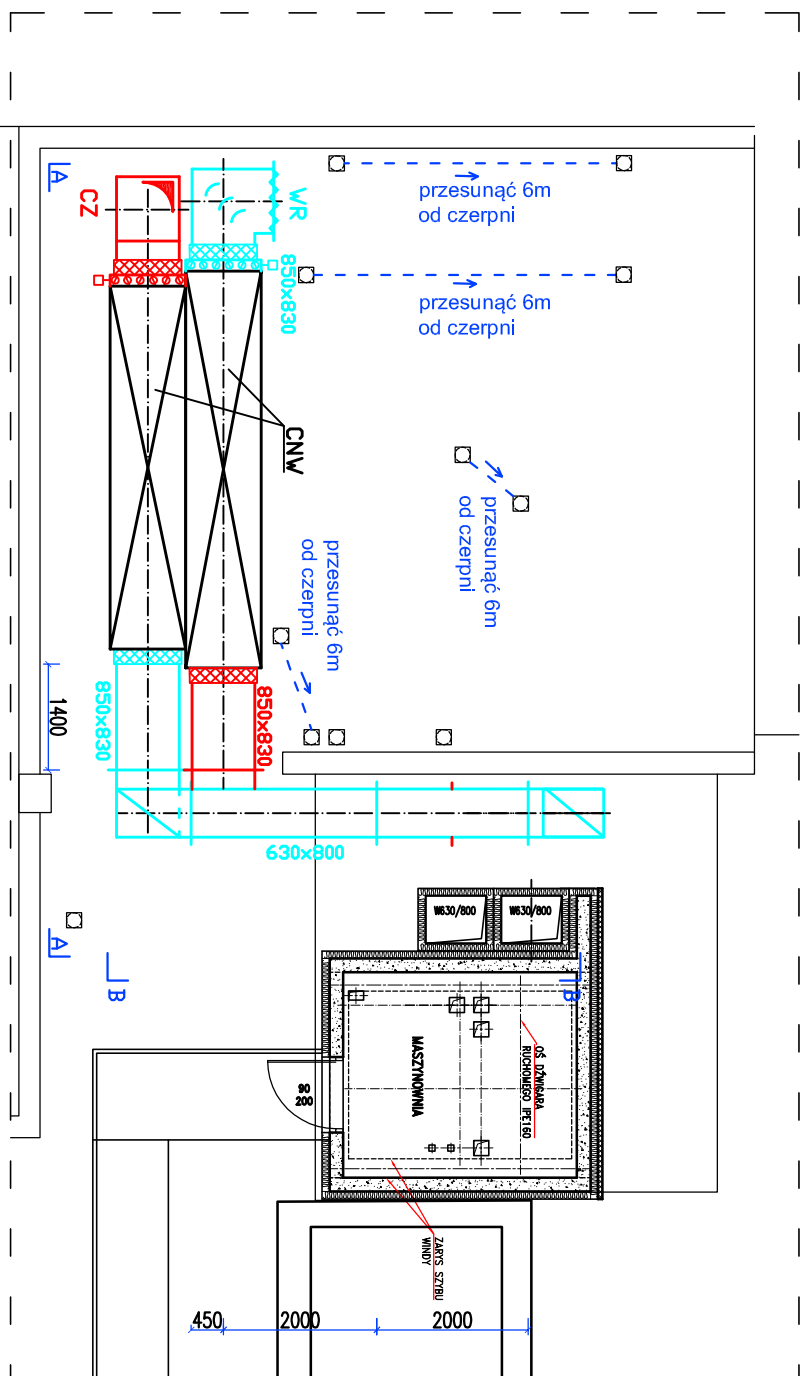 A
CZ
WR
850x830
przesunąć 6m
od czerpni
przesunąć 6m
od czerpni
CNW
przesunąć 6m
od czerpni
przesunąć 6m
od czerpni
1400
850x830
850x830
630x800
W630/800
W630/800
A
B
B
MASZYNOWNIA
OŚ DŹWIGARA
RUCHOMEGO IPE160
90
200
ZARYS SZYBU
WINDY
450
2000
2000